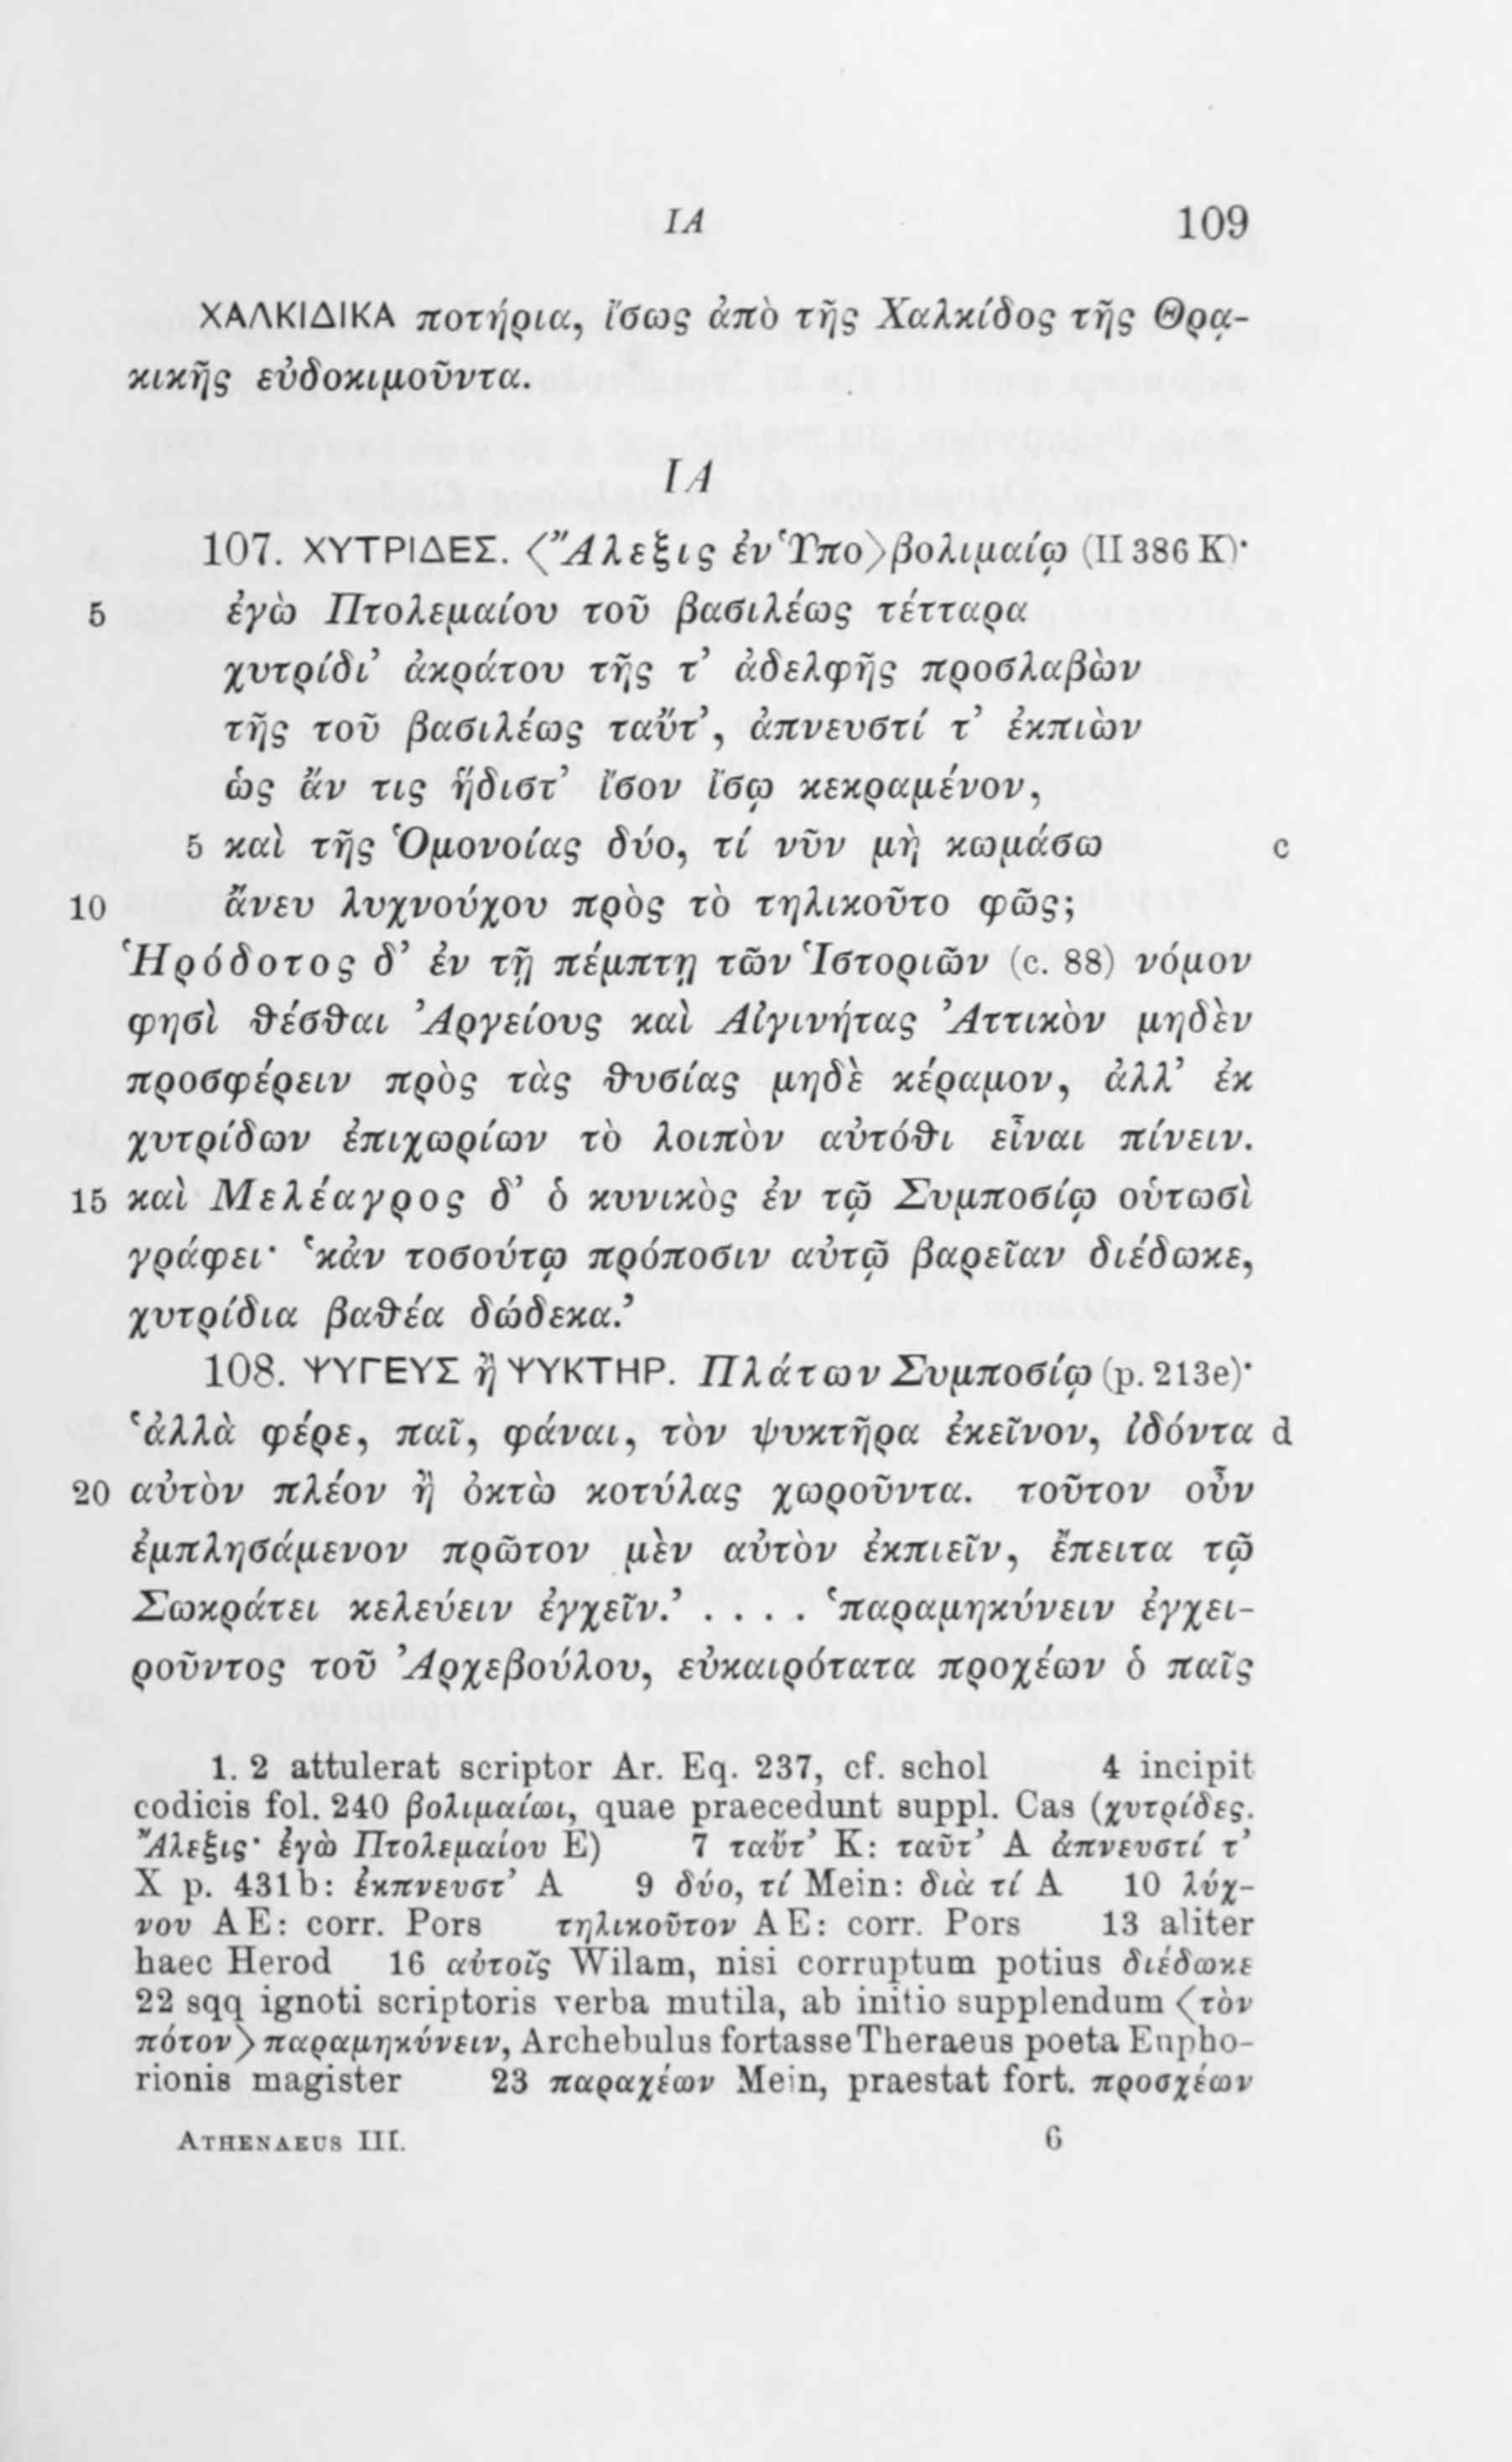 ΙΑ 109
ΧΑΛΚΙΔΙΚΑ ποτήρια, ἴσως ἀπὸ τῆς Χαλκίδος τῆς Θρᾳ-
κικῆς εὐδοκιμοῦντα.
ΙΑ
107. ΧΥΤΡΙΔΕΣ. 〈Ἄλεξις ἐν Ὑπο〉βολιμαίῳ (II 386 K)·
5 ἐγὼ Πτολεμαίου τοῦ βασιλέως τέτταρα
χυτρίδι’ ἀκράτου τῆς τ’ ἀδελφῆς προσλαβὼν
τῆς τοῦ βασιλέως ταὔτ’, ἀπνευστί τ’ ἐκπιὼν
ὡς ἄν τις ἥδιστ’ ἴσον ἴσῳ κεκραμένον,
5 καὶ τῆς Ὁμονοίας δύο, τί νῦν μὴ κωμάσω c
10 ἄνευ λυχνούχου πρὸς τὸ τηλικοῦτο φῶς;
Ἡρόδοτος δ’ ἐν τῇ πέμπτῃ τῶν Ἱστοριῶν (c. 88) νόμον
φησὶ θέσθαι Ἀργείους καὶ Αἰγινήτας Ἀττικὸν μηδὲν
προσφέρειν πρὸς τὰς θυσίας μηδὲ κέραμον, ἀλλ’ ἐκ
χυτρίδων ἐπιχωρίων τὸ λοιπὸν αὐτόθι εἶναι πίνειν.
15 καὶ Μελέαγρος δ’ ὁ κυνικὸς ἐν τῷ Συμποσίῳ οὑτωσὶ
γράφει· ‘κἀν τοσούτῳ πρόποσιν αὐτῷ βαρεῖαν διέδωκε,
χυτρίδια βαθέα δώδεκα.’
108. ΨΥΓΕΥΣ ἢ ΨΥΚΤΗΡ. Πλάτων Συμποσίῳ (p. 213e)·
‘ἀλλὰ φέρε, παῖ, φάναι, τὸν ψυκτῆρα ἐκεῖνον, ἰδόντα d
20 αὐτὸν πλέον ἢ ὀκτὼ κοτύλας χωροῦντα. τοῦτον οὖν
ἐμπλησάμενον πρῶτον μὲν αὐτὸν ἐκπιεῖν, ἔπειτα τῷ
Σωκράτει κελεύειν ἐγχεῖν.’ . . . . ‘παραμηκύνειν ἐγχει-
ροῦντος τοῦ Ἀρχεβούλου, εὐκαιρότατα προχέων ὁ παῖς
1. 2 attulerat scriptor Ar. Eq. 237, cf. schol 4 incipit
codicis fol. 240 βολιμαίωι, quae praecedunt suppl. Cas (χυτρίδες.
Ἄλεξις· ἐγὼ Πτολεμαίου E) 7 ταὔτ’ K: ταῦτ’ A ἀπνευστί τ’
X p. 431b: ἐκπνευστ’ A 9 δύο, τί Mein: διὰ τί A 10 λύχ-
νου AE: corr. Pors τηλικοῦτον AE: corr. Pors 13 aliter
haec Herod 16 αὐτοῖς Wilam, nisi corruptum potius διέδωκε
22 sqq ignoti scriptoris verba mutila, ab initio supplendum 〈τὸν
πότον〉 παραμηκύνειν, Archebulus fortasse Theraeus poeta Eupho-
rionis magister 23 παραχέων Mein, praestat fort. προσχέων
ATHENAEUS III. 6